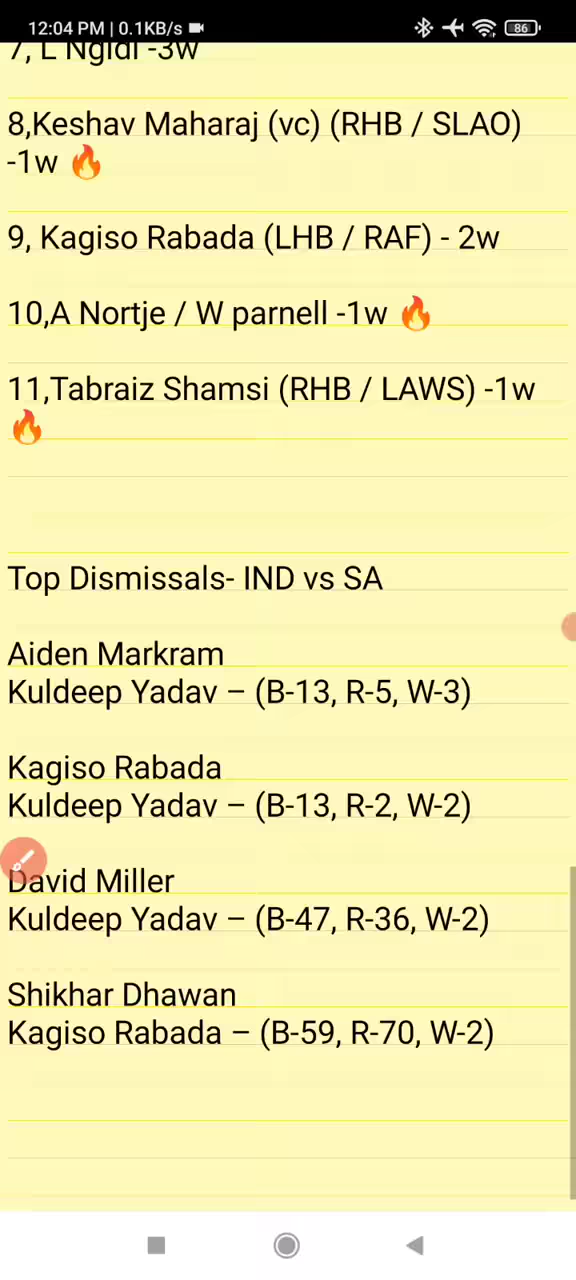 12:04 PM | 0.1KB/s
86
7, L Ngidi -3w
8,Keshav Maharaj (vc) (RHB / SLAO)
-1w 🔥
9, Kagiso Rabada (LHB / RAF) - 2w
10,A Nortje / W parnell -1w 🔥
11,Tabraiz Shamsi (RHB / LAWS) -1w
🔥
Top Dismissals- IND vs SA
Aiden Markram
Kuldeep Yadav – (B-13, R-5, W-3)
Kagiso Rabada
Kuldeep Yadav – (B-13, R-2, W-2)
David Miller
Kuldeep Yadav – (B-47, R-36, W-2)
Shikhar Dhawan
Kagiso Rabada – (B-59, R-70, W-2)